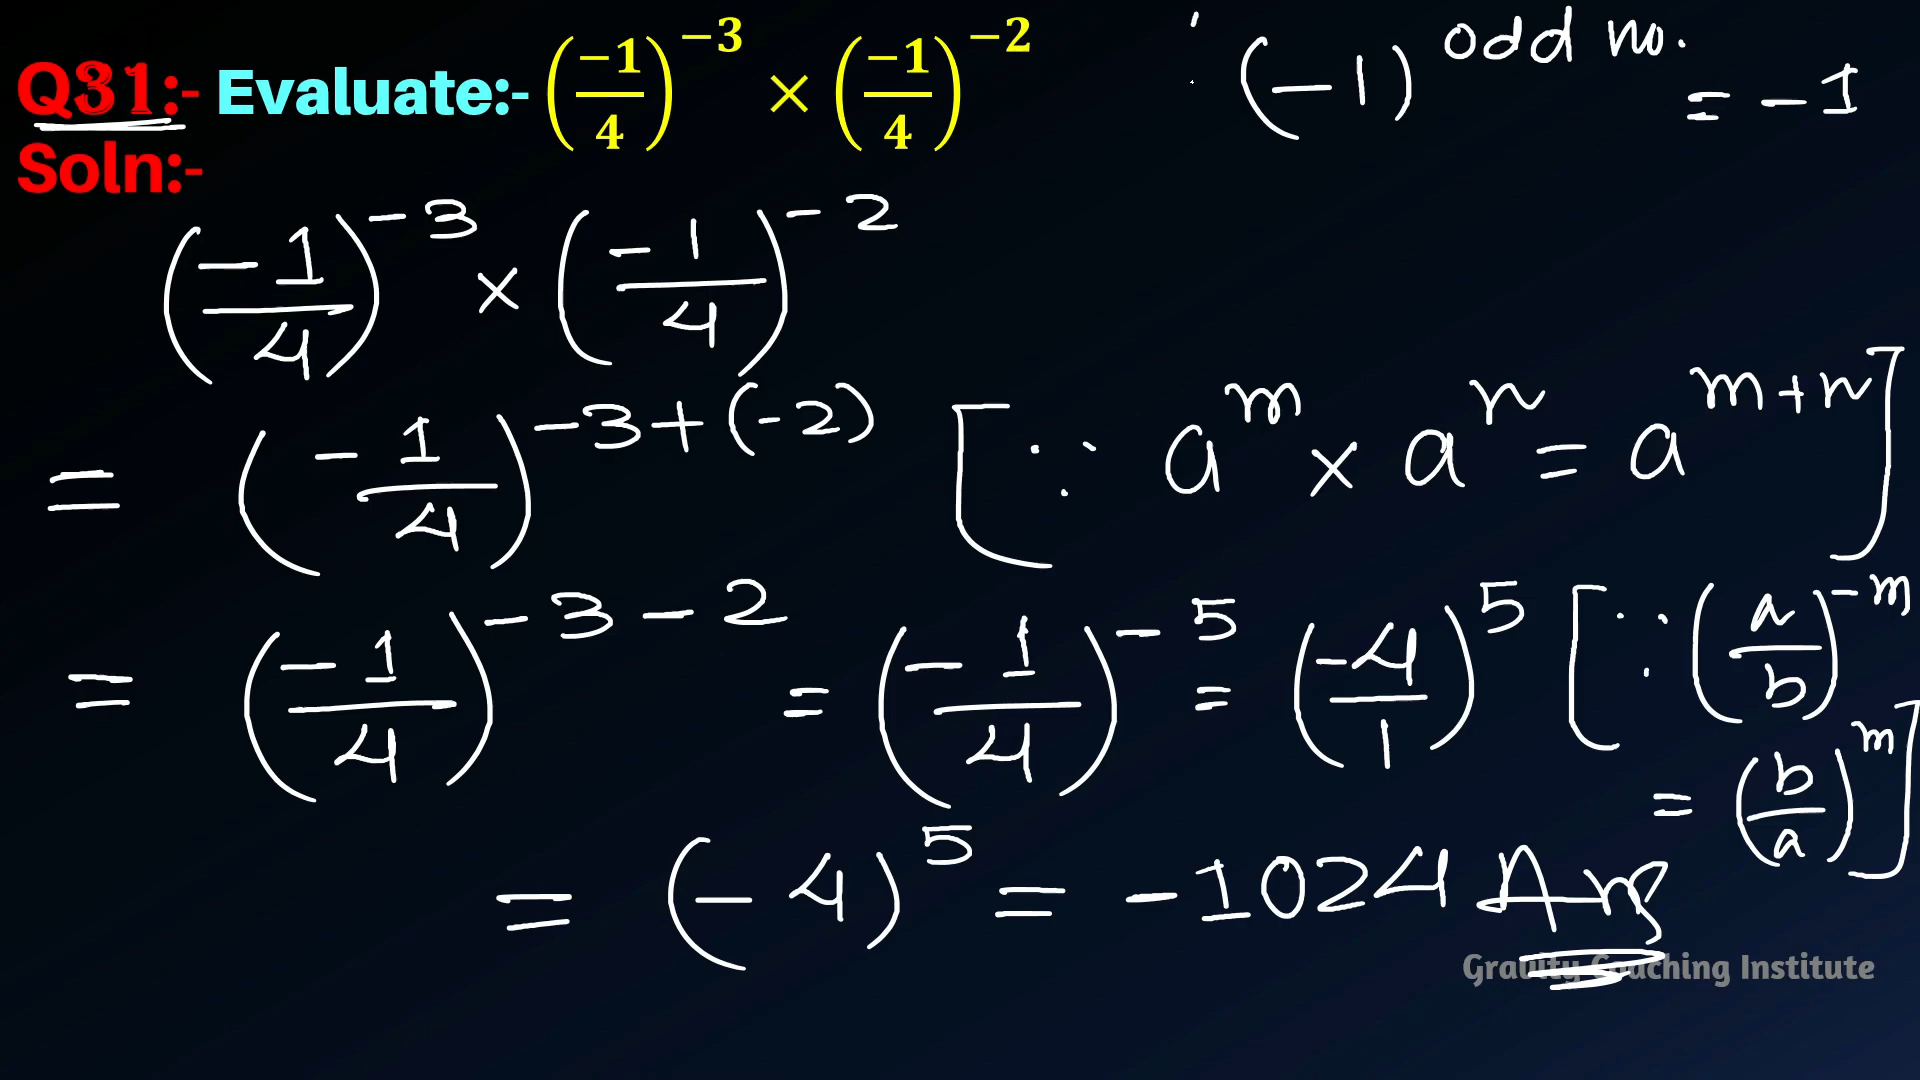 Q31:- Evaluate:- (-1/4)^-3 × (-1/4)^-2
(-1)^odd no. = -1
Soln:-
(-1/4)^-3 × (-1/4)^-2
= (-1/4)^-3+(-2) [∵ a^m × a^n = a^m+n]
= (-1/4)^-3-2 = (-1/4)^-5 = (-4/1)^5 [∵ (a/b)^-m
= (b/a)^m]
= (-4)^5 = -1024 Ans
Gravity Coaching Institute